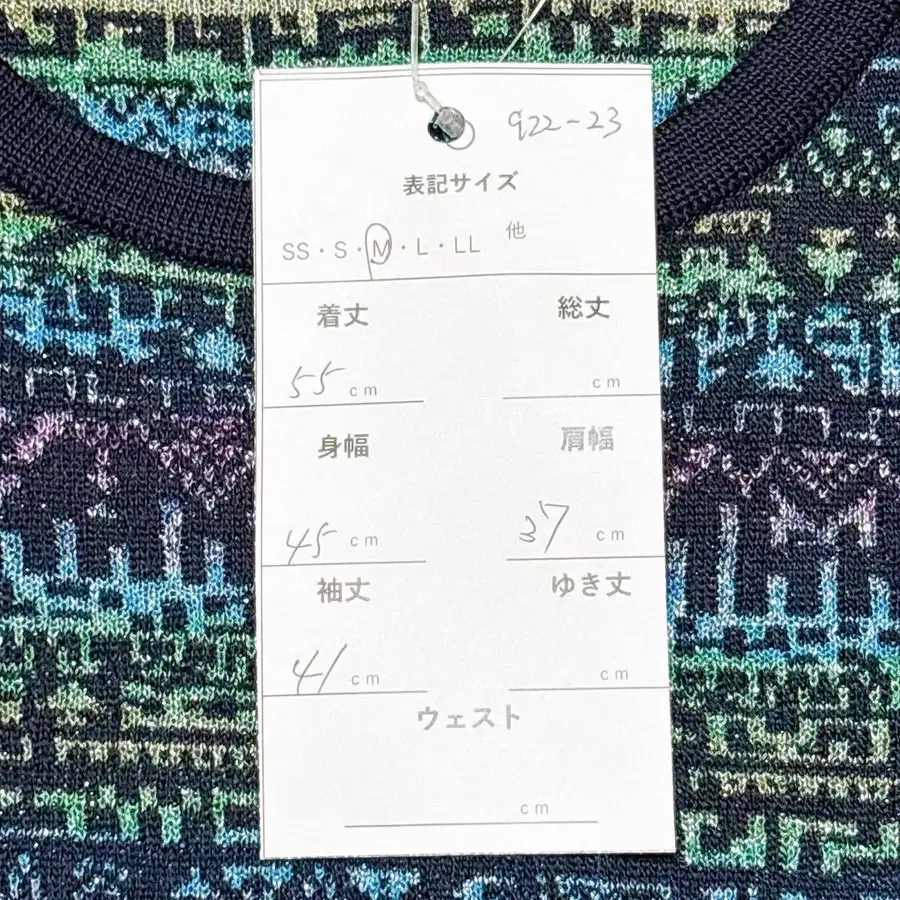 922-23
表記サイズ
SS・S・M・L・LL 他
着丈 総丈
55 cm cm
身幅 肩幅
45 cm 37 cm
袖丈 ゆき丈
41 cm cm
ウェスト
cm